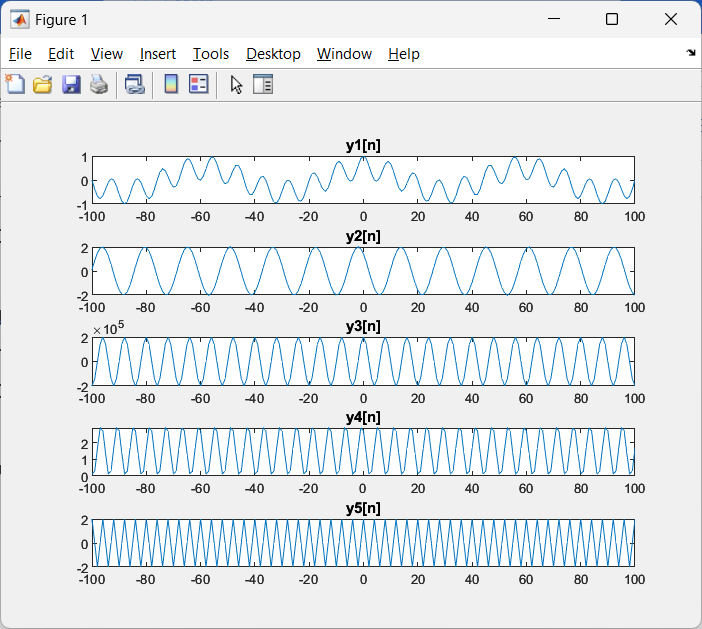 Figure 1
File Edit View Insert Tools Desktop Window Help
y1[n]
1
0
-1
-100 -80 -60 -40 -20 0 20 40 60 80 100
y2[n]
2
0
-2
-100 -80 -60 -40 -20 0 20 40 60 80 100
×10^5
y3[n]
2
0
-2
-100 -80 -60 -40 -20 0 20 40 60 80 100
y4[n]
2
1
0
-100 -80 -60 -40 -20 0 20 40 60 80 100
y5[n]
2
0
-2
-100 -80 -60 -40 -20 0 20 40 60 80 100